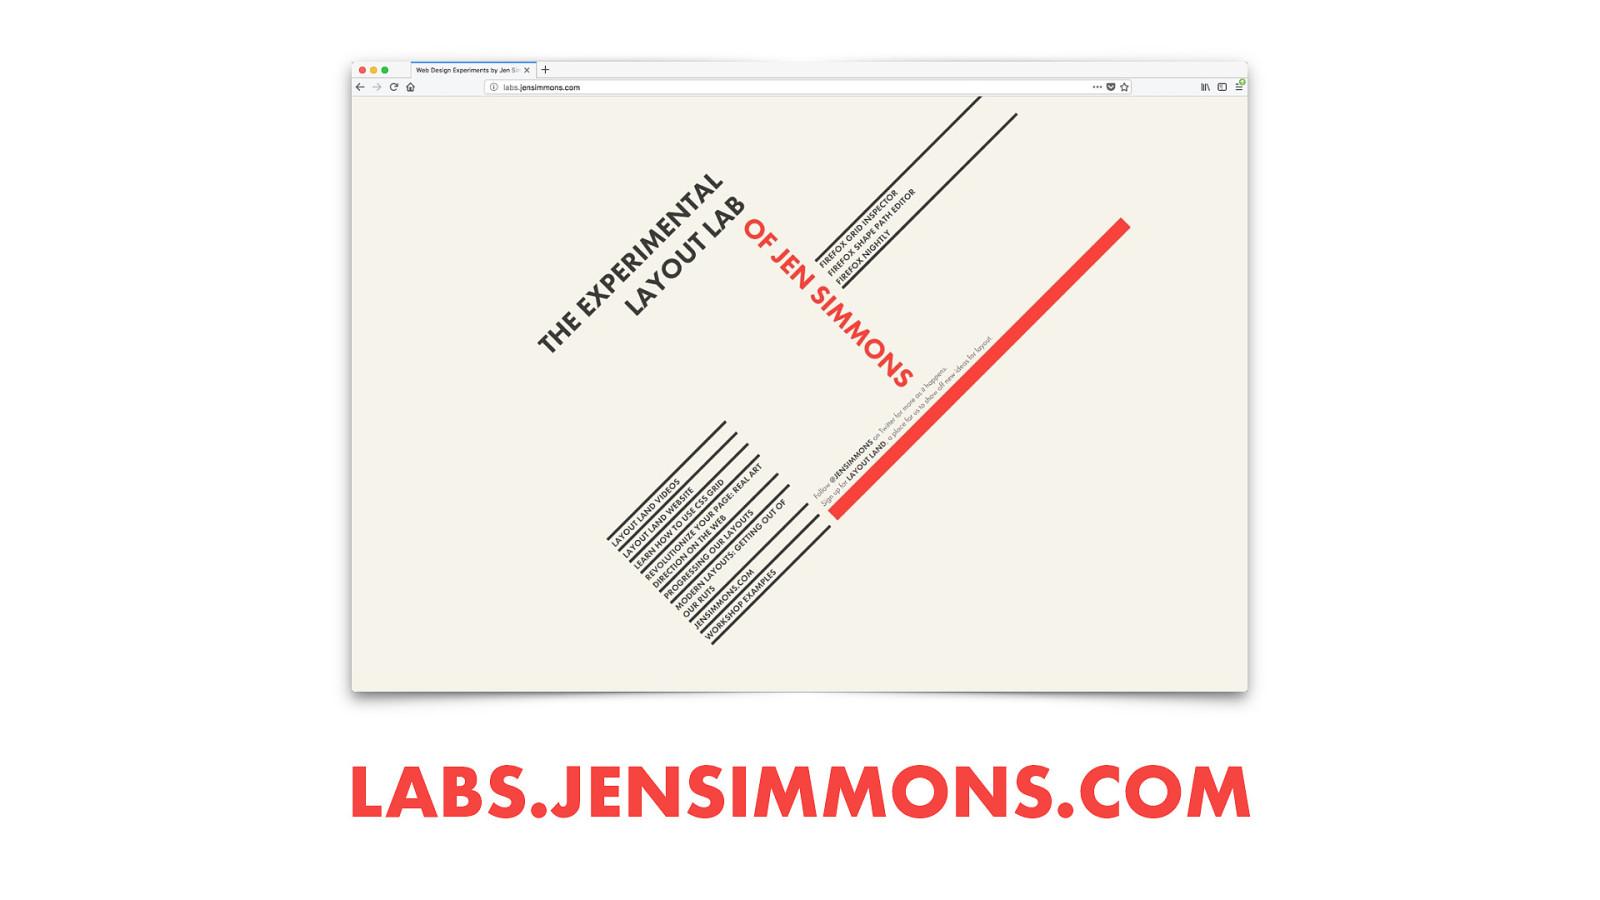 Web Design Experiments by Jen Si
labs.jensimmons.com
THE EXPERIMENTAL
LAYOUT LAB
OF JEN SIMMONS
FIREFOX GRID INSPECTOR
FIREFOX SHAPE PATH EDITOR
FIREFOX NIGHTLY
Follow @JENSIMMONS on Twitter for more as it happens.
Sign up for LAYOUT LAND, a place for us to show off new ideas for layout.
LAYOUT LAND VIDEOS
LAYOUT LAND WEBSITE
LEARN HOW TO USE CSS GRID
REVOLUTIONIZE YOUR PAGE: REAL ART
DIRECTION ON THE WEB
PROGRESSING OUR LAYOUTS
MODERN LAYOUTS: GETTING OUT OF
OUR RUTS
JENSIMMONS.COM
WORKSHOP EXAMPLES
LABS.JENSIMMONS.COM